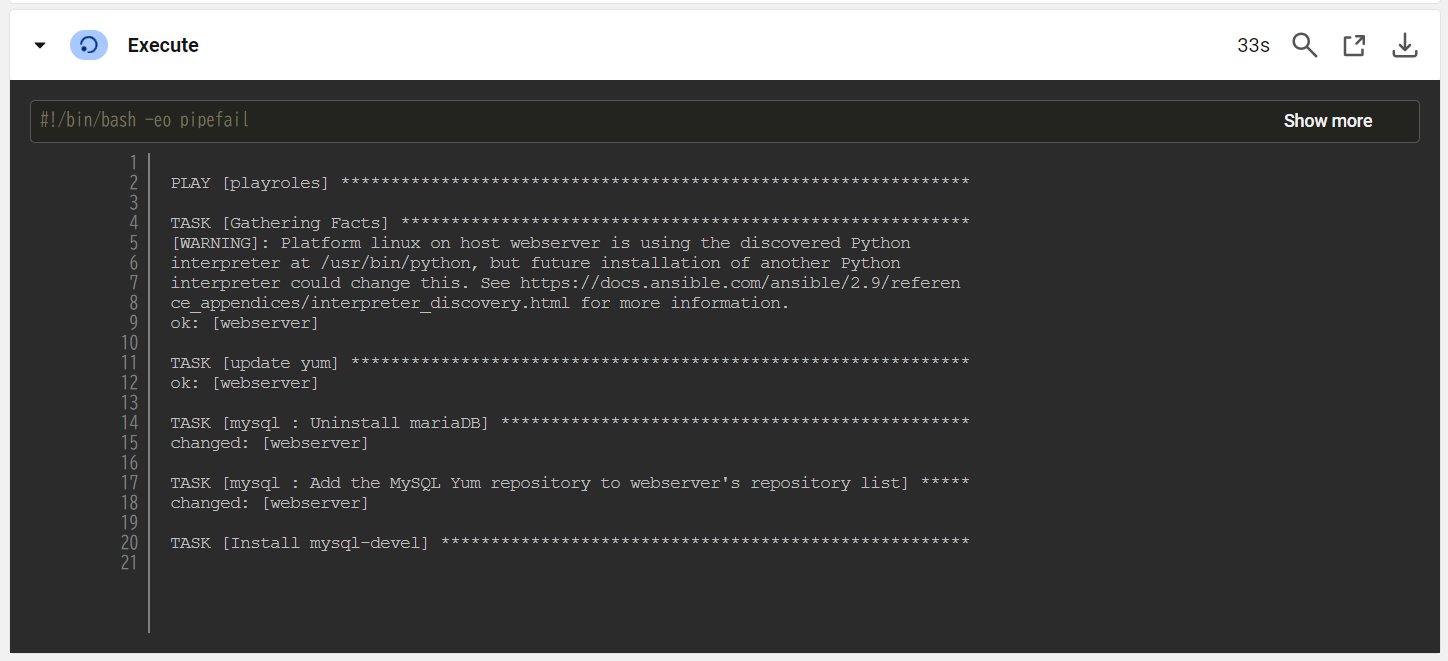 Execute 33s
#!/bin/bash -eo pipefail Show more
1
2 PLAY [playroles] ***************************************************************
3
4 TASK [Gathering Facts] *********************************************************
5 [WARNING]: Platform linux on host webserver is using the discovered Python
6 interpreter at /usr/bin/python, but future installation of another Python
7 interpreter could change this. See https://docs.ansible.com/ansible/2.9/referen
8 ce_appendices/interpreter_discovery.html for more information.
9 ok: [webserver]
10
11 TASK [update yum] **************************************************************
12 ok: [webserver]
13
14 TASK [mysql : Uninstall mariaDB] ***********************************************
15 changed: [webserver]
16
17 TASK [mysql : Add the MySQL Yum repository to webserver's repository list] *****
18 changed: [webserver]
19
20 TASK [Install mysql-devel] *****************************************************
21